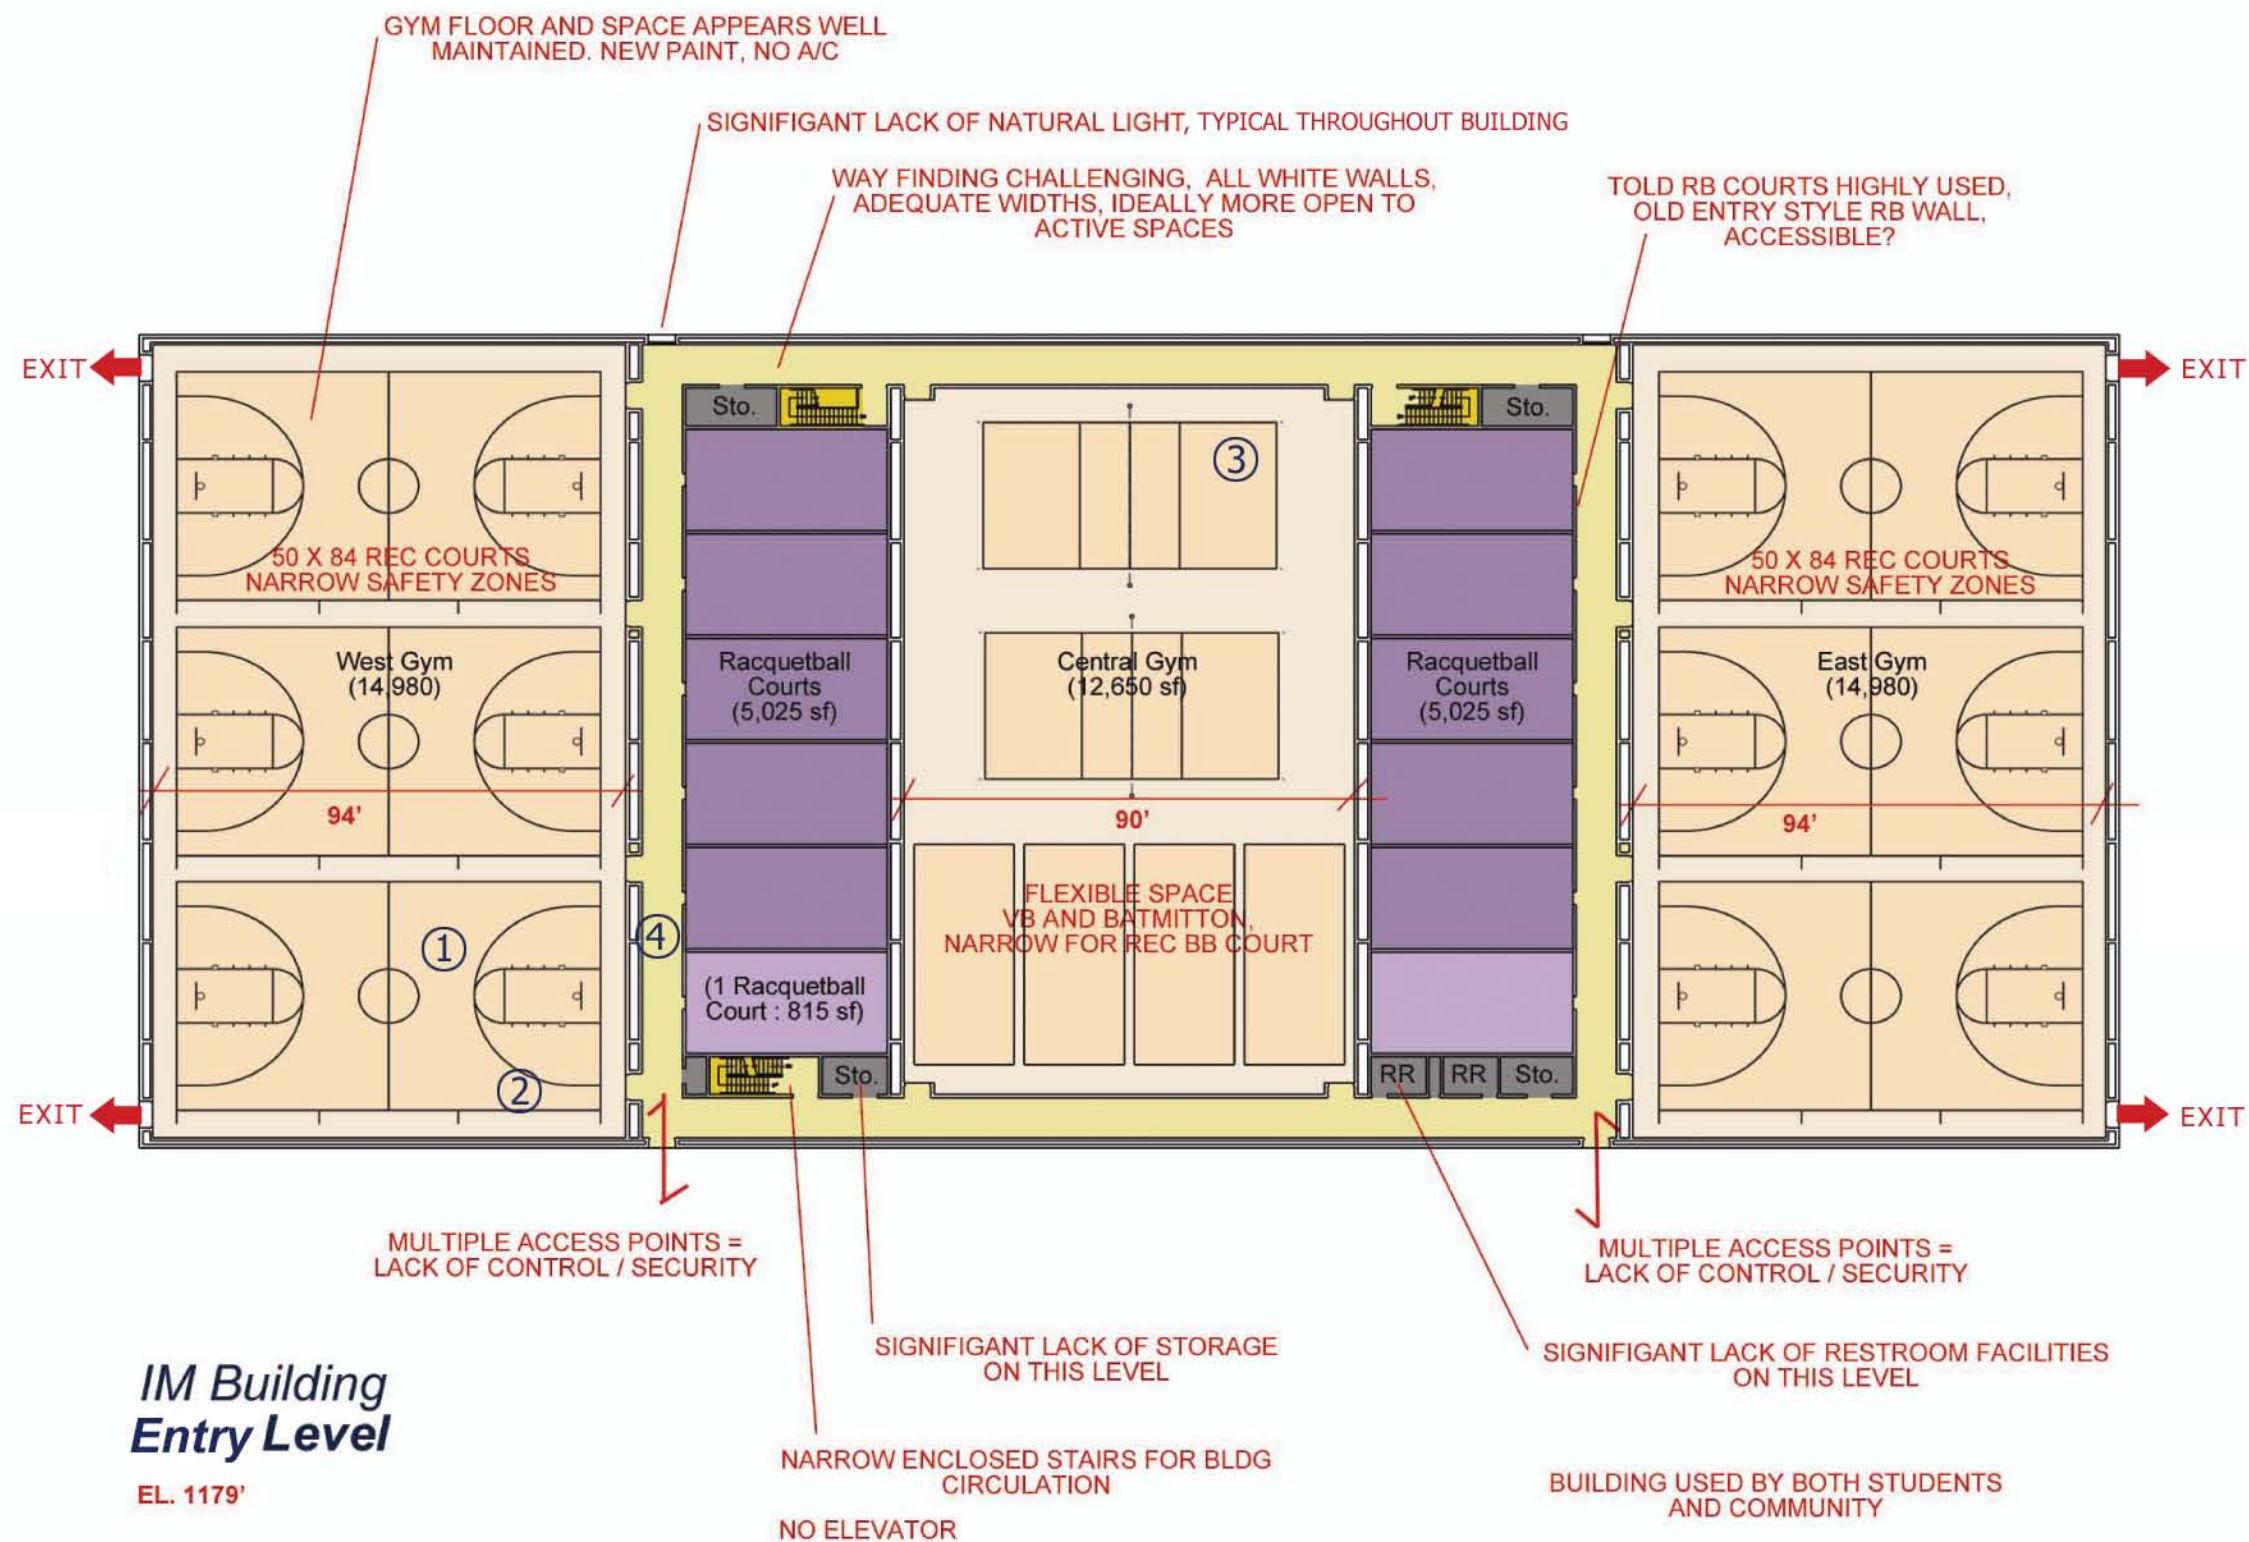 GYM FLOOR AND SPACE APPEARS WELL
MAINTAINED. NEW PAINT, NO A/C
SIGNIFIGANT LACK OF NATURAL LIGHT, TYPICAL THROUGHOUT BUILDING
WAY FINDING CHALLENGING, ALL WHITE WALLS,
ADEQUATE WIDTHS, IDEALLY MORE OPEN TO
ACTIVE SPACES
TOLD RB COURTS HIGHLY USED,
OLD ENTRY STYLE RB WALL,
ACCESSIBLE?
EXIT
EXIT
Sto.
Sto.
3
50 X 84 REC COURTS
NARROW SAFETY ZONES
50 X 84 REC COURTS
NARROW SAFETY ZONES
West Gym
(14,980)
Racquetball
Courts
(5,025 sf)
Central Gym
(12,650 sf)
Racquetball
Courts
(5,025 sf)
East Gym
(14,980)
94’
90’
94’
FLEXIBLE SPACE
VB AND BATMITTON,
NARROW FOR REC BB COURT
1
4
(1 Racquetball
Court : 815 sf)
2
Sto.
RR
RR
Sto.
EXIT
EXIT
MULTIPLE ACCESS POINTS =
LACK OF CONTROL / SECURITY
MULTIPLE ACCESS POINTS =
LACK OF CONTROL / SECURITY
SIGNIFIGANT LACK OF STORAGE
ON THIS LEVEL
SIGNIFIGANT LACK OF RESTROOM FACILITIES
ON THIS LEVEL
IM Building
Entry Level
EL. 1179’
NARROW ENCLOSED STAIRS FOR BLDG
CIRCULATION
NO ELEVATOR
BUILDING USED BY BOTH STUDENTS
AND COMMUNITY